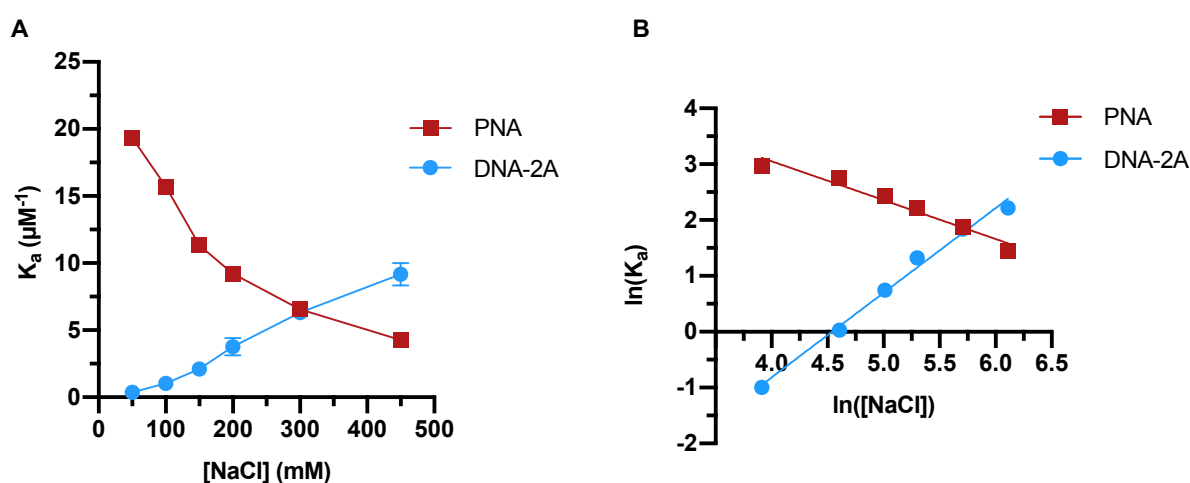 A
25
20
15
10
5
0
Kₐ (µM⁻¹)
0 100 200 300 400 500
[NaCl] (mM)
PNA
DNA-2A
B
4
3
2
1
0
-1
-2
ln(Kₐ)
4.0 4.5 5.0 5.5 6.0 6.5
ln([NaCl])
PNA
DNA-2A